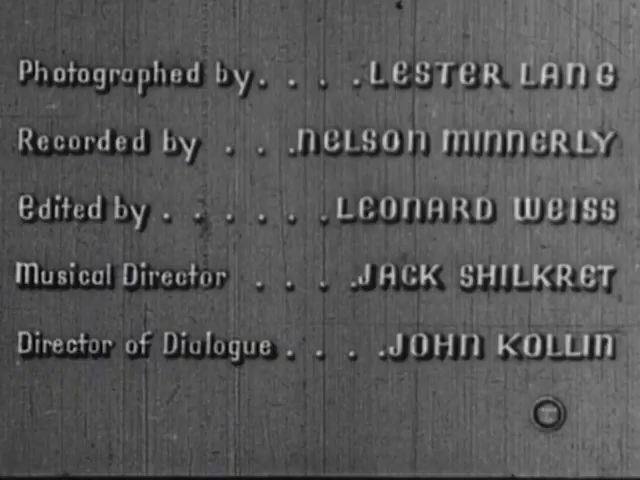 Photographed by. . . .LESTER LANG
Recorded by . . .NELSON MINNERLY
Edited by . . . . . .LEONARD WEISS
Musical Director . . . .JACK SHILKRET
Director of Dialogue . . . .JOHN KOLLIN